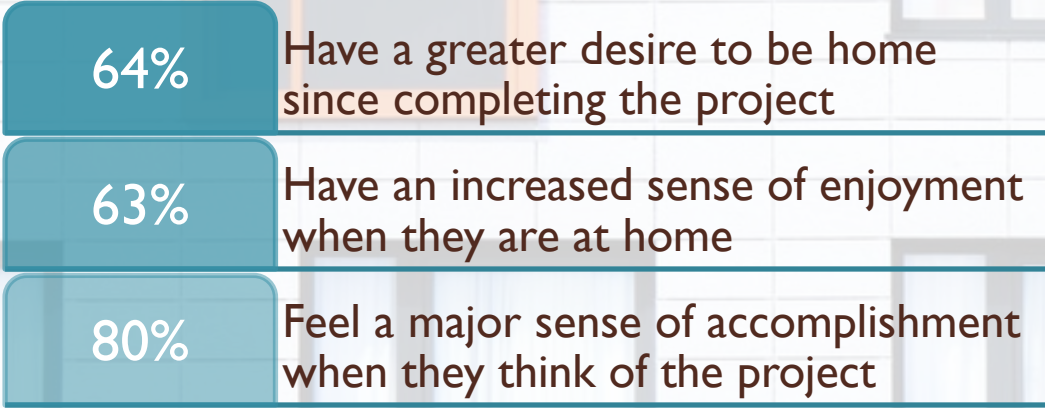 64%
Have a greater desire to be home
since completing the project
63%
Have an increased sense of enjoyment
when they are at home
80%
Feel a major sense of accomplishment
when they think of the project